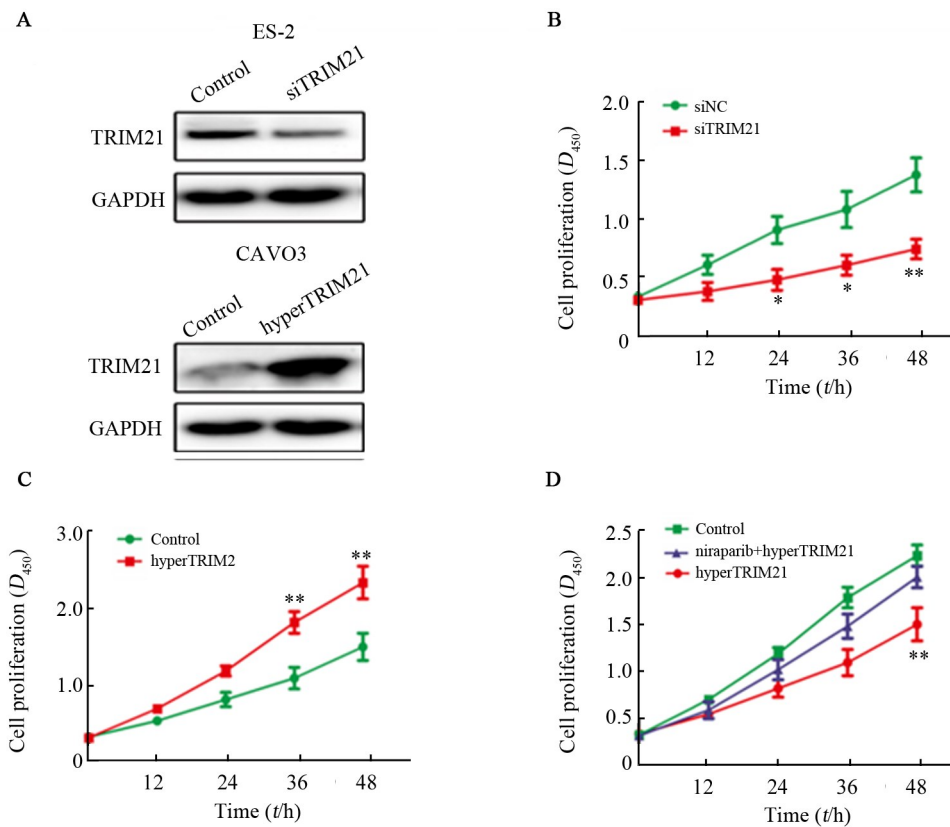 A
ES-2
Control
siTRIM21
TRIM21
GAPDH
CAVO3
Control
hyperTRIM21
TRIM21
GAPDH
B
siNC
siTRIM21
Cell proliferation (D450)
2.0
1.5
1.0
0.5
0
*
*
**
12 24 36 48
Time (t/h)
C
Control
hyperTRIM2
Cell proliferation (D450)
3.0
2.0
1.0
0
**
**
12 24 36 48
Time (t/h)
D
Control
niraparib+hyperTRIM21
hyperTRIM21
Cell proliferation (D450)
2.5
2.0
1.5
1.0
0.5
0
**
12 24 36 48
Time (t/h)